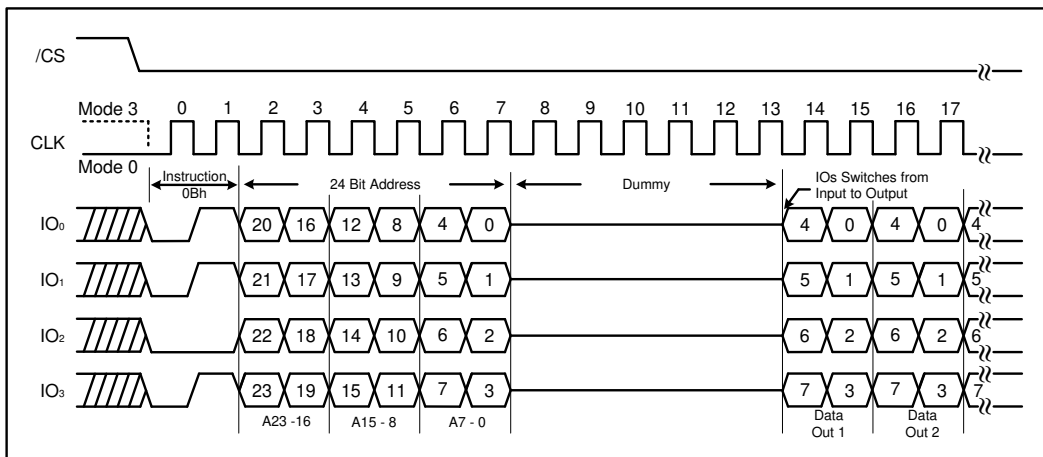 /CS
Mode 3 0 1 2 3 4 5 6 7 8 9 10 11 12 13 14 15 16 17
CLK
Mode 0
Instruction 0Bh
24 Bit Address
Dummy
IOs Switches from Input to Output
IO₀ 20 16 12 8 4 0 4 0 4 0 4
IO₁ 21 17 13 9 5 1 5 1 5 1 5
IO₂ 22 18 14 10 6 2 6 2 6 2 6
IO₃ 23 19 15 11 7 3 7 3 7 3 7
A23 -16 A15 - 8 A7 - 0
Data Out 1
Data Out 2